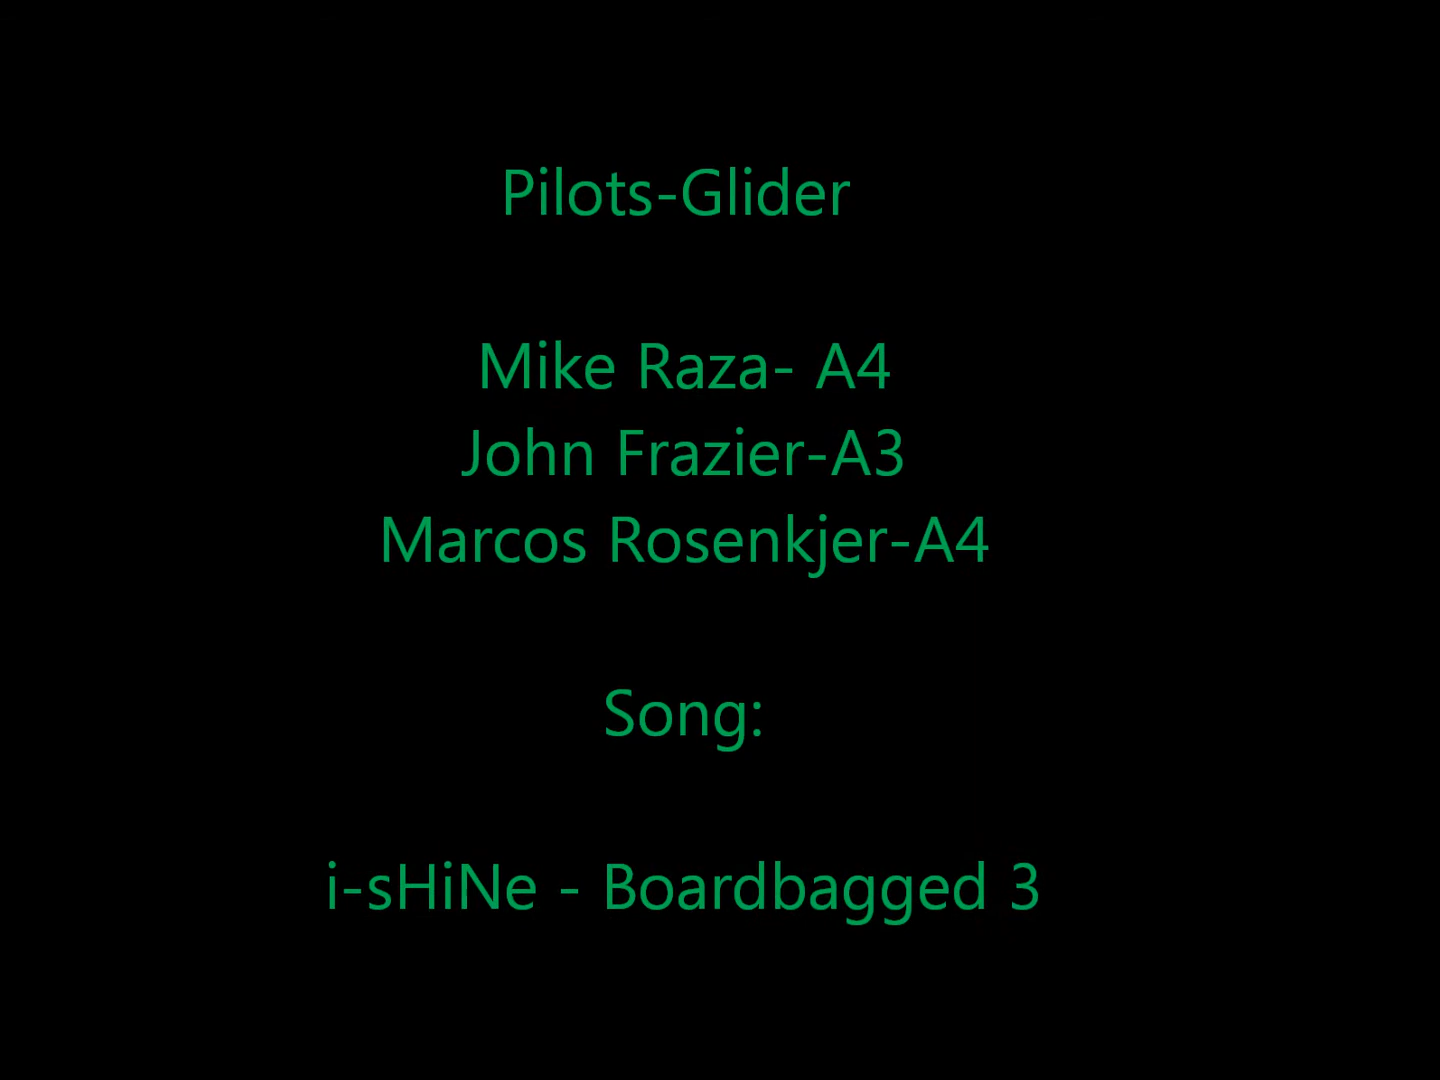 Pilots-Glider
Mike Raza- A4
John Frazier-A3
Marcos Rosenkjer-A4
Song:
i-sHiNe - Boardbagged 3